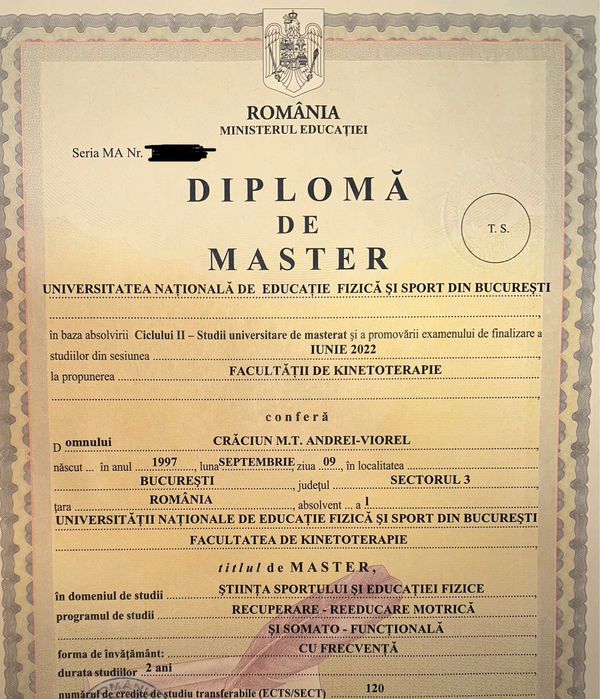 ROMÂNIA
MINISTERUL EDUCAȚIEI
Seria MA Nr.
DIPLOMĂ
DE
MASTER
T. S.
UNIVERSITATEA NAȚIONALĂ DE EDUCAȚIE FIZICĂ ȘI SPORT DIN BUCUREȘTI
în baza absolvirii Ciclului II – Studii universitare de masterat și a promovării examenului de finalizare a
studiilor din sesiunea IUNIE 2022
la propunerea FACULTĂȚII DE KINETOTERAPIE
conferă
D omnului CRĂCIUN M.T. ANDREI-VIOREL
născut ... în anul 1997, luna SEPTEMBRIE ziua 09, în localitatea
BUCUREȘTI județul SECTORUL 3
țara ROMÂNIA, absolvent ... a l
UNIVERSITĂȚII NAȚIONALE DE EDUCAȚIE FIZICĂ ȘI SPORT DIN BUCUREȘTI
FACULTATEA DE KINETOTERAPIE
titlul de MASTER,
în domeniul de studii ȘTIINȚA SPORTULUI ȘI EDUCAȚIEI FIZICE
programul de studii RECUPERARE - REEDUCARE MOTRICĂ
ȘI SOMATO - FUNCȚIONALĂ
forma de învățământ: CU FRECVENȚĂ
durata studiilor 2 ani
numărul de credite de studiu transferabile (ECTS/SECT) 120